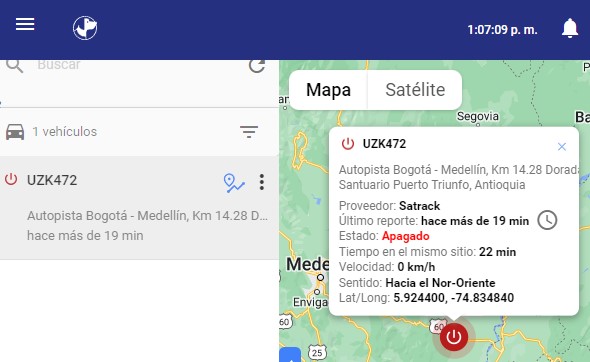 1:07:09 p. m.
Buscar
1 vehículos
UZK472
Autopista Bogotá - Medellín, Km 14.28 D...
hace más de 19 min
Mapa
Satélite
Segovia
UZK472
Autopista Bogotá - Medellín, Km 14.28 Dorada
Santuario Puerto Triunfo, Antioquia
Proveedor: Satrack
Último reporte: hace más de 19 min
Estado: Apagado
Tiempo en el mismo sitio: 22 min
Velocidad: 0 km/h
Sentido: Hacia el Nor-Oriente
Lat/Long: 5.924400, -74.834840
Mede
Enviga
60
60
25